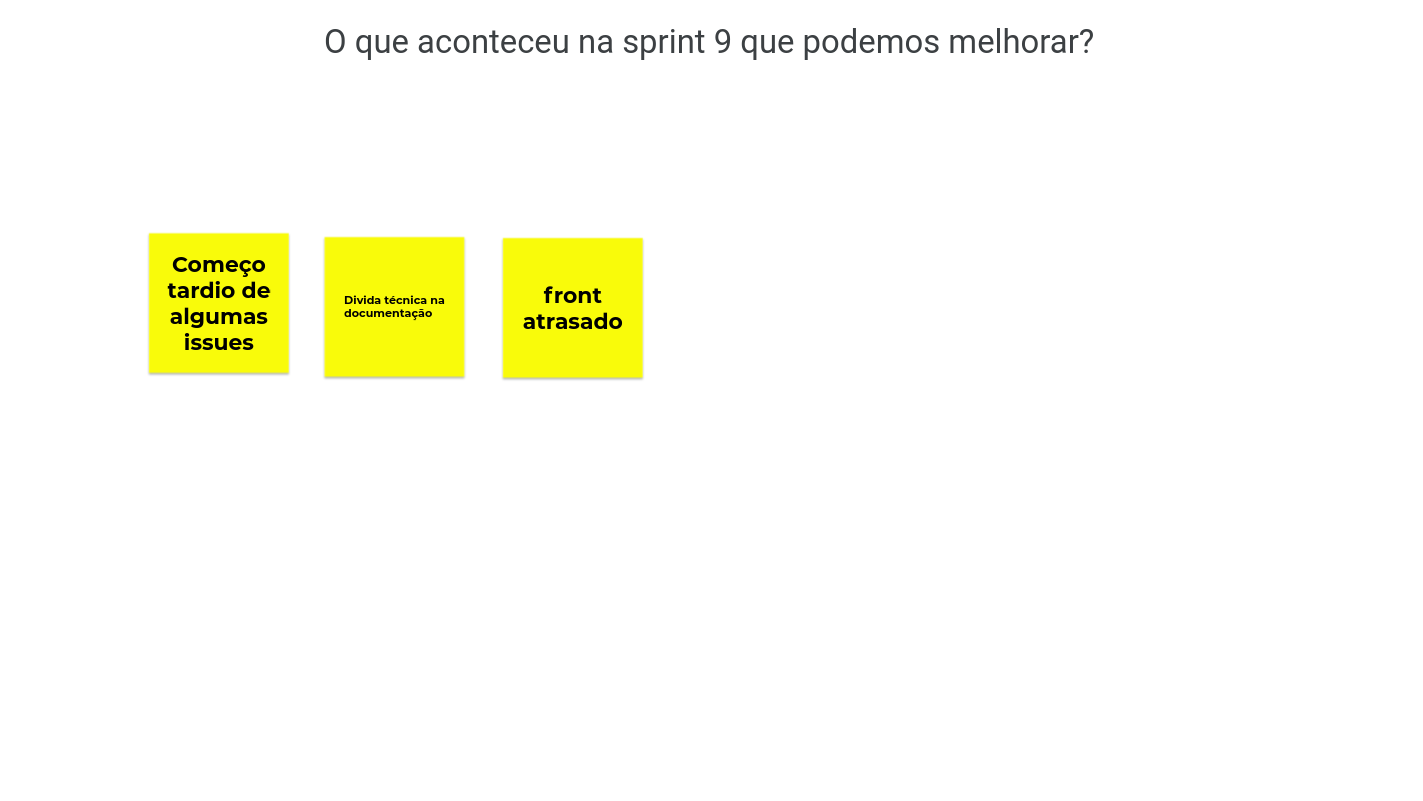 O que aconteceu na sprint 9 que podemos melhorar?
Começo
tardio de
algumas
issues
Divida técnica na
documentação
front
atrasado